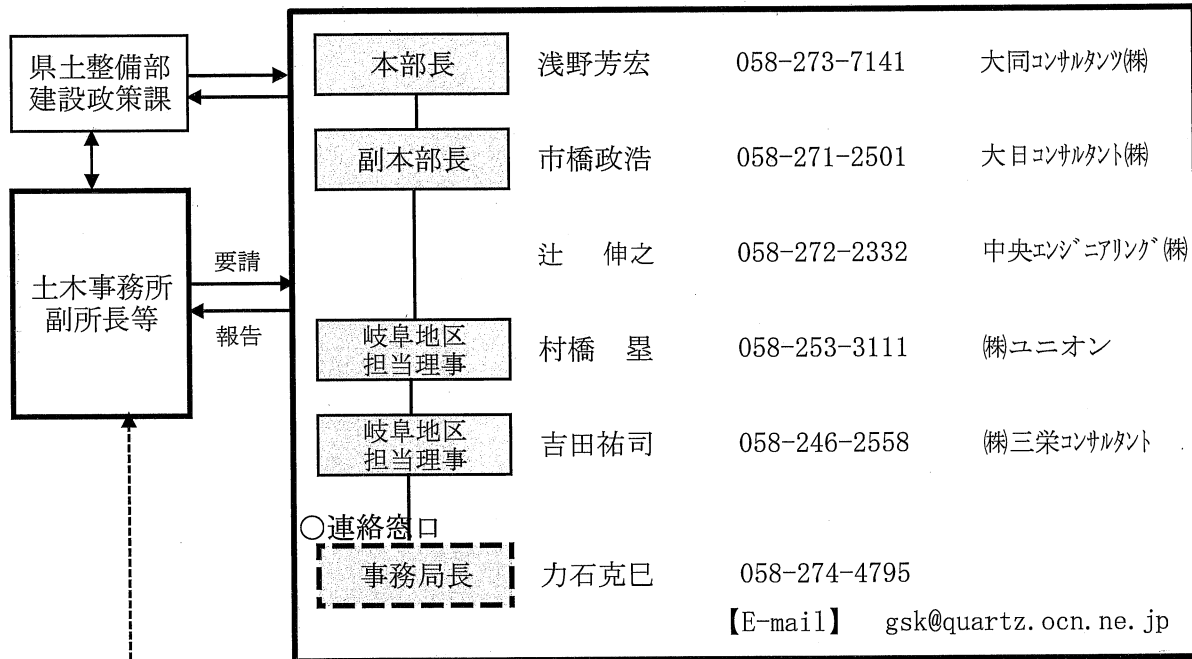 県土整備部
建設政策課
土木事務所
副所長等
要請
報告
本部長 浅野芳宏 058-273-7141 大同コンサルタンツ㈱
副本部長 市橋政浩 058-271-2501 大日コンサルタント㈱
辻 伸之 058-272-2332 中央エンジニアリング㈱
岐阜地区
担当理事 村橋 塁 058-253-3111 ㈱ユニオン
岐阜地区
担当理事 吉田祐司 058-246-2558 ㈱三栄コンサルタント
○連絡窓口
事務局長 力石克巳 058-274-4795
【E-mail】 gsk@quartz.ocn.ne.jp